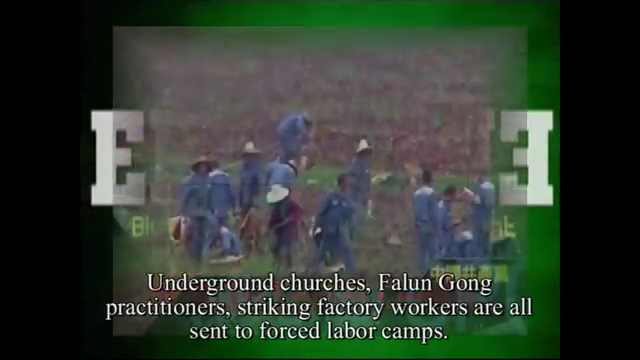 E E
Underground churches, Falun Gong
practitioners, striking factory workers are all
sent to forced labor camps.